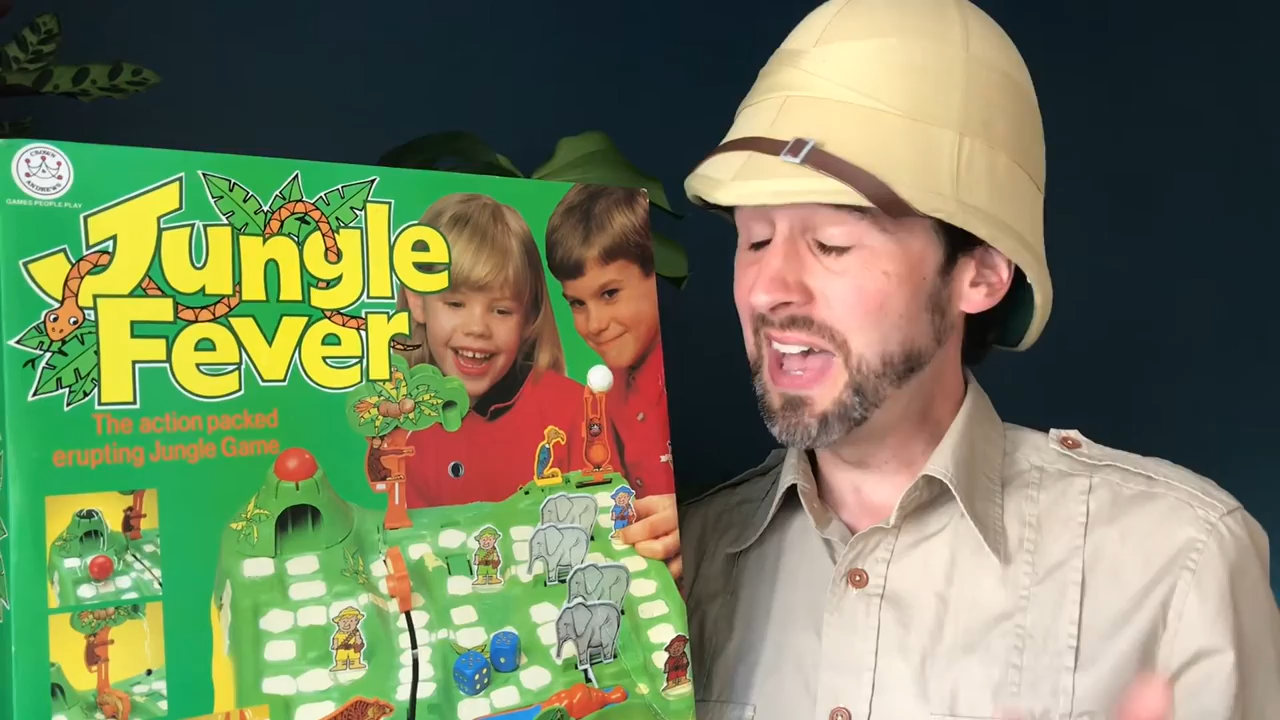 CROWN & ANDREWS
GAMES PEOPLE PLAY
Jungle
Fever
The action packed
erupting Jungle Game